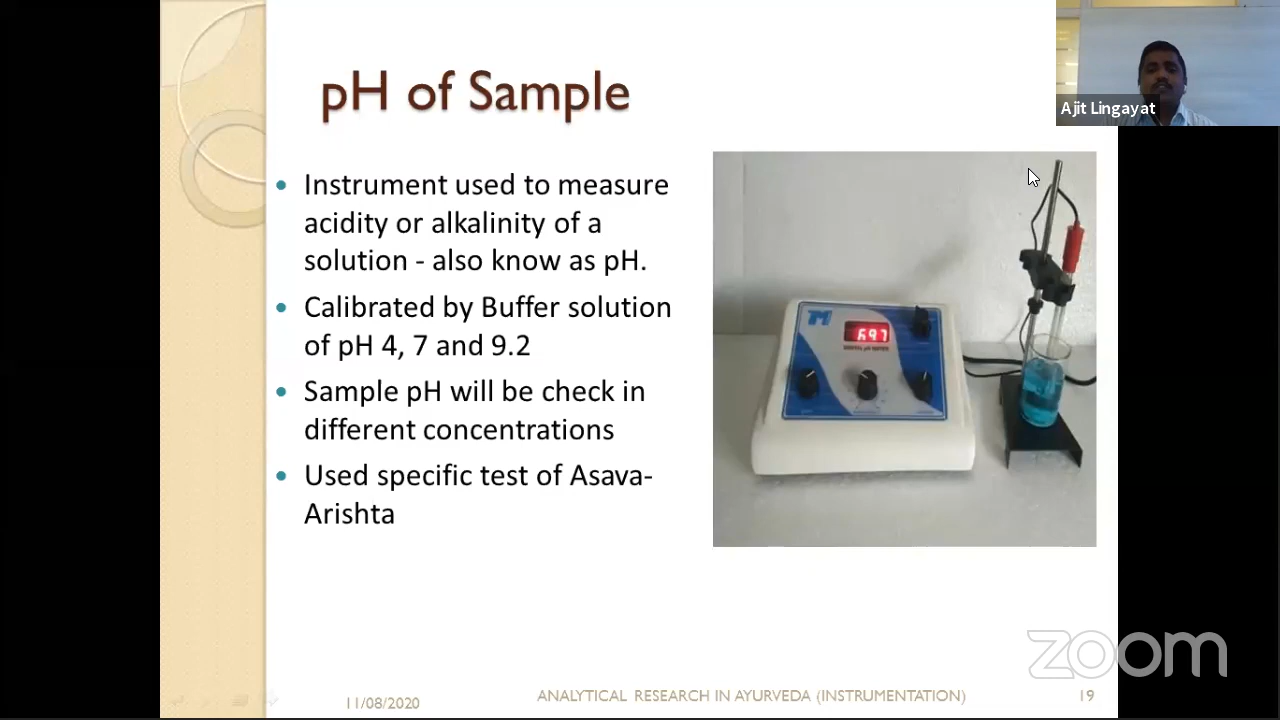 pH of Sample
Ajit Lingayat
Instrument used to measure
acidity or alkalinity of a
solution - also know as pH.
Calibrated by Buffer solution
of pH 4, 7 and 9.2
Sample pH will be check in
different concentrations
Used specific test of Asava-
Arishta
697
zoom
11/08/2020
ANALYTICAL RESEARCH IN AYURVEDA (INSTRUMENTATION)
19